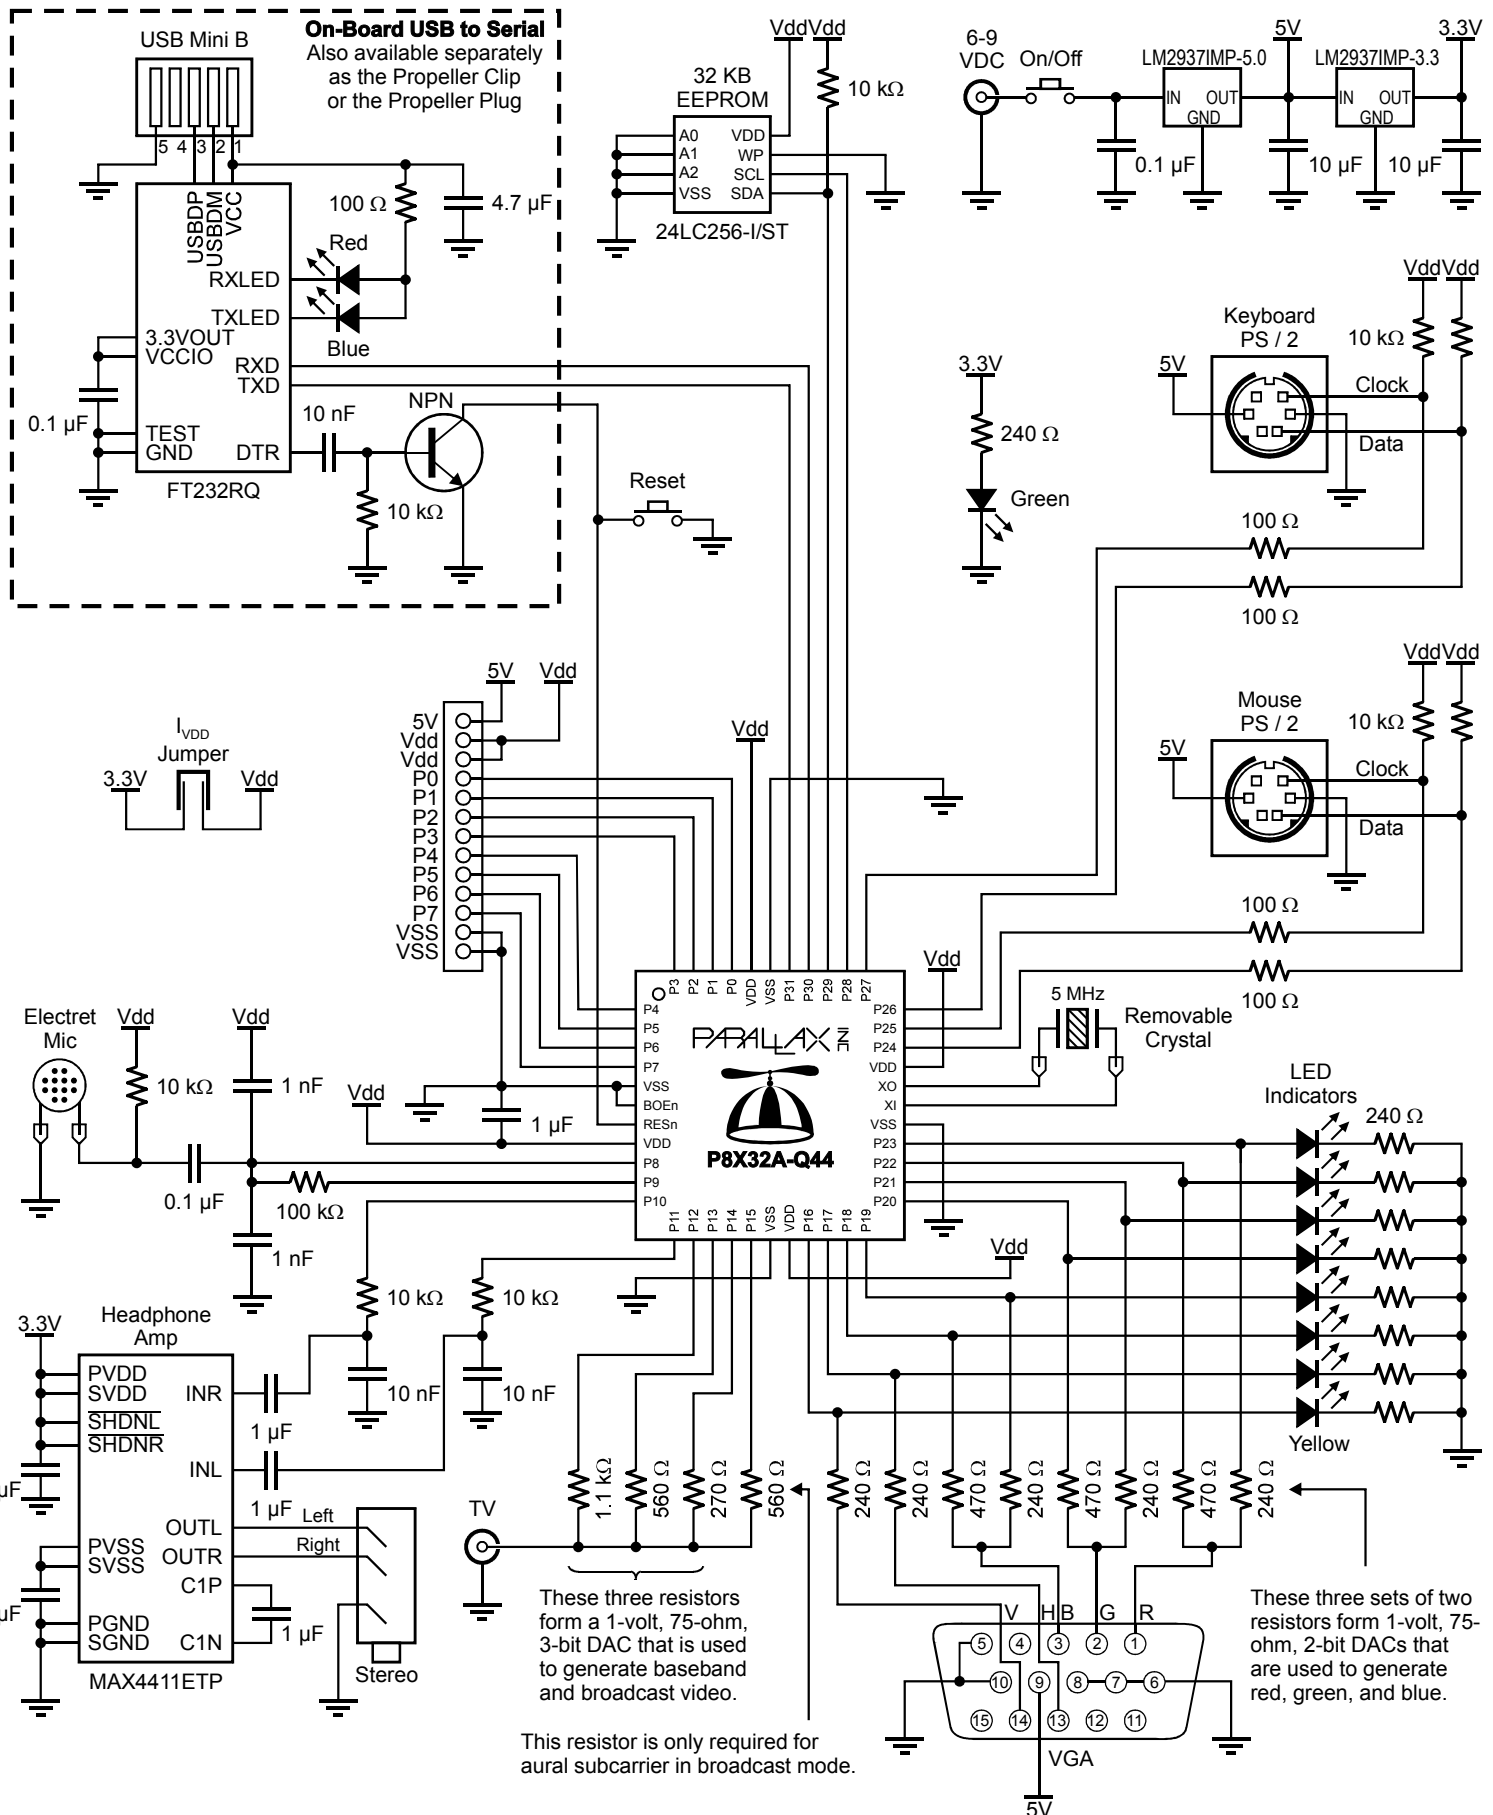 On-Board USB to Serial
Also available separately
as the Propeller Clip
or the Propeller Plug
USB Mini B
5 4 3 2 1
USBDP
USBDM
VCC
100 Ω
4.7 µF
Red
RXLED
TXLED
Blue
3.3VOUT
VCCIO
RXD
TXD
0.1 µF
10 nF
NPN
TEST
GND
DTR
FT232RQ
10 kΩ
Vdd Vdd
32 KB
EEPROM
10 kΩ
A0
A1
A2
VSS
VDD
WP
SCL
SDA
24LC256-I/ST
6-9
VDC
On/Off
5V
3.3V
LM2937IMP-5.0
LM2937IMP-3.3
IN OUT
GND
IN OUT
GND
0.1 µF
10 µF
10 µF
Reset
3.3V
240 Ω
Green
Vdd Vdd
Keyboard
PS / 2
10 kΩ
5V
Clock
Data
100 Ω
100 Ω
Vdd Vdd
Mouse
PS / 2
10 kΩ
5V
Clock
Data
100 Ω
100 Ω
IVDD
Jumper
3.3V
Vdd
5V
Vdd
5V
Vdd
Vdd
P0
P1
P2
P3
P4
P5
P6
P7
VSS
VSS
Vdd
Vdd
5 MHz
Removable
Crystal
P3 P2 P1 P0 VDD VSS P31 P30 P29 P28 P27
P4
P5
P6
P7
VSS
BOEn
RESn
VDD
P8
P9
P10
PARALLAX INC
P8X32A-Q44
P26
P25
P24
VDD
XO
XI
VSS
P23
P22
P21
P20
P11 P12 P13 P14 P15 VSS VDD P16 P17 P18 P19
Electret
Mic
Vdd
Vdd
10 kΩ
1 nF
Vdd
1 µF
0.1 µF
100 kΩ
1 nF
LED
Indicators
240 Ω
Yellow
Vdd
10 kΩ
10 kΩ
10 nF
10 nF
3.3V
Headphone
Amp
PVDD
SVDD
SHDNL
SHDNR
INR
INL
1 µF
1 µF
µF
OUTL
OUTR
Left
Right
PVSS
SVSS
C1P
C1N
µF
PGND
SGND
1 µF
MAX4411ETP
Stereo
TV
1.1 kΩ
560 Ω
270 Ω
560 Ω
240 Ω
240 Ω
470 Ω
240 Ω
470 Ω
240 Ω
470 Ω
240 Ω
These three resistors
form a 1-volt, 75-ohm,
3-bit DAC that is used
to generate baseband
and broadcast video.
This resistor is only required for
aural subcarrier in broadcast mode.
These three sets of two
resistors form 1-volt, 75-
ohm, 2-bit DACs that
are used to generate
red, green, and blue.
V H B G R
5 4 3 2 1
10 9 8 7 6
15 14 13 12 11
VGA
5V